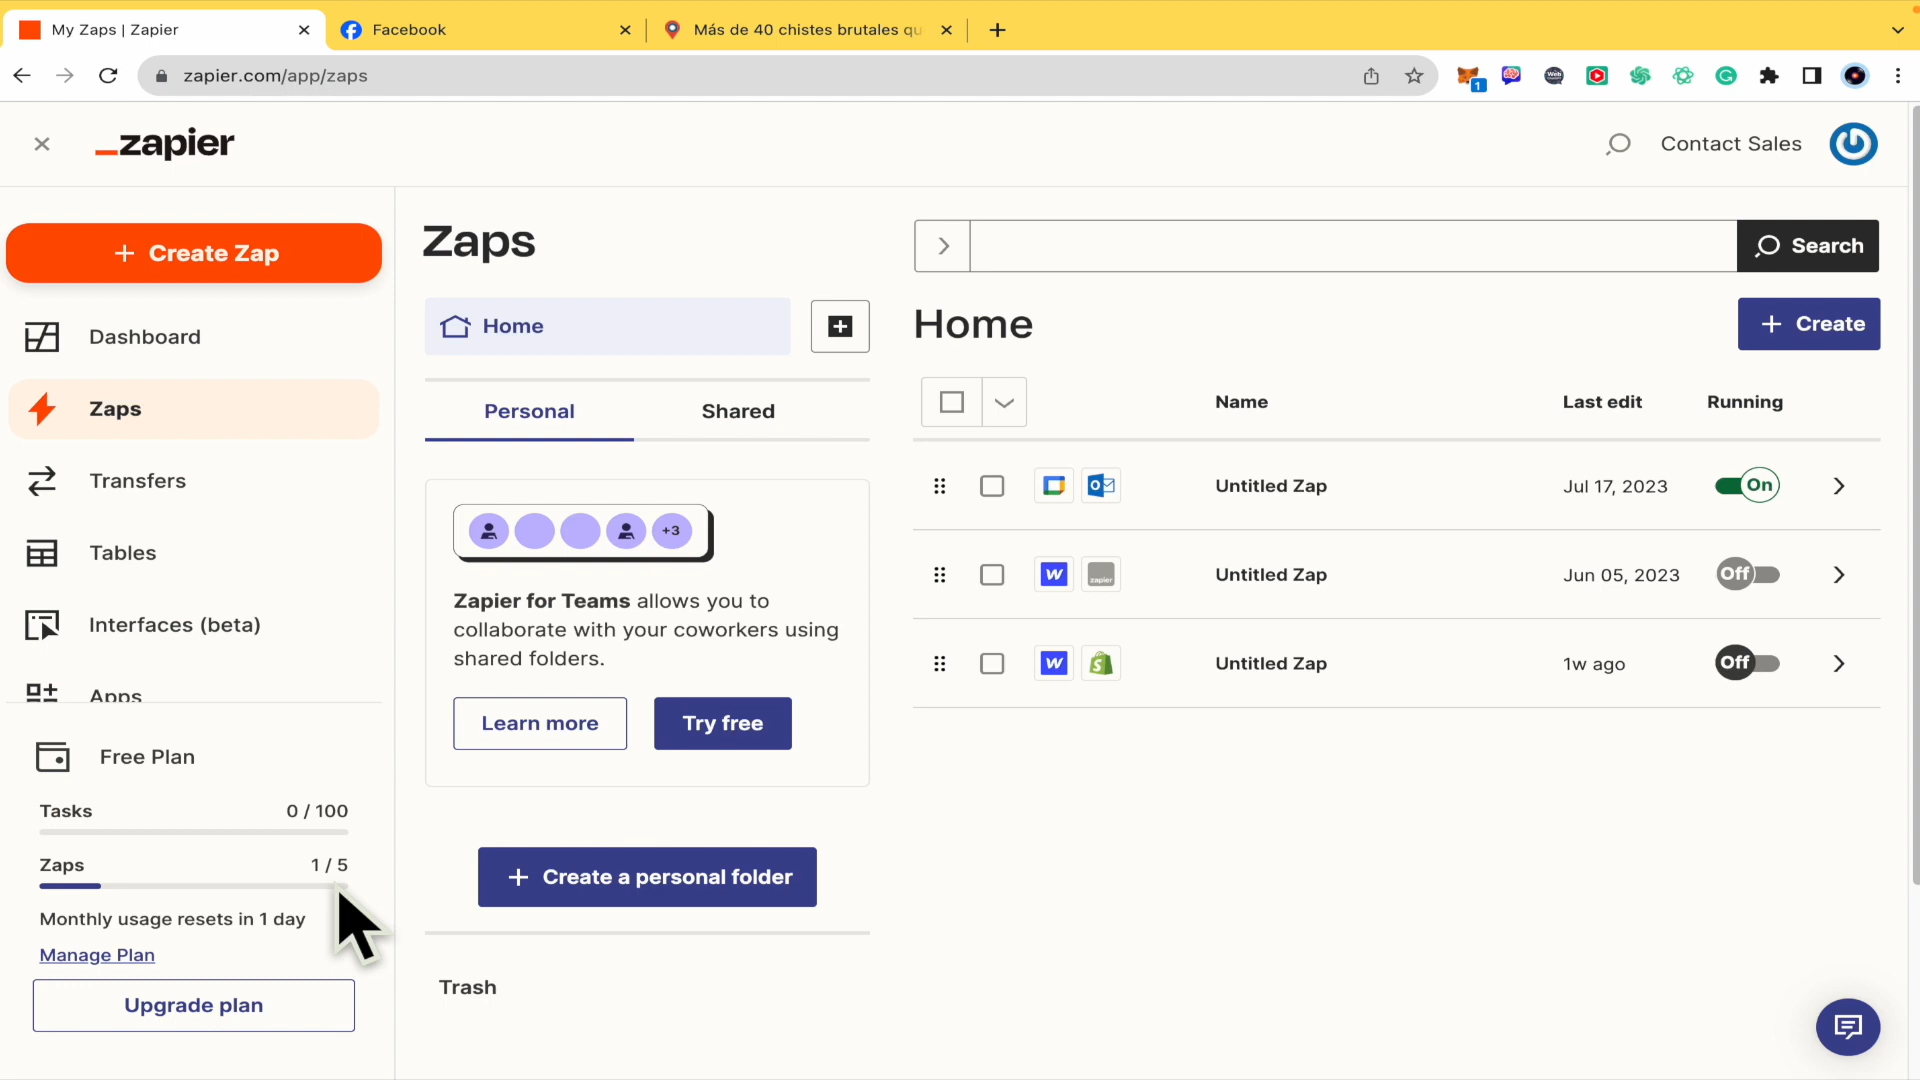 My Zaps | Zapier
Facebook
Más de 40 chistes brutales qu
zapier.com/app/zaps
1
Web
zapier
Contact Sales
+ Create Zap
Dashboard
Zaps
Transfers
Tables
Interfaces (beta)
Apps
Free Plan
Tasks 0 / 100
Zaps 1 / 5
Monthly usage resets in 1 day
Manage Plan
Upgrade plan
Zaps
Home
Personal Shared
+3
Zapier for Teams allows you to
collaborate with your coworkers using
shared folders.
Learn more Try free
+ Create a personal folder
Trash
Search
Home
+ Create
Name Last edit Running
Untitled Zap Jul 17, 2023 On
zapier
Untitled Zap Jun 05, 2023 Off
Untitled Zap 1w ago Off